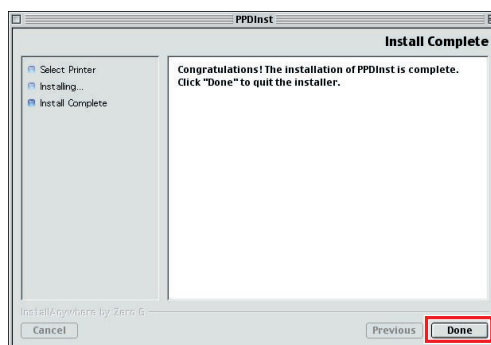 PPDInst
Install Complete
Select Printer
Installing...
Install Complete
Congratulations! The installation of PPDInst is complete.
Click "Done" to quit the installer.
InstallAnywhere by Zero G
Cancel
Previous
Done